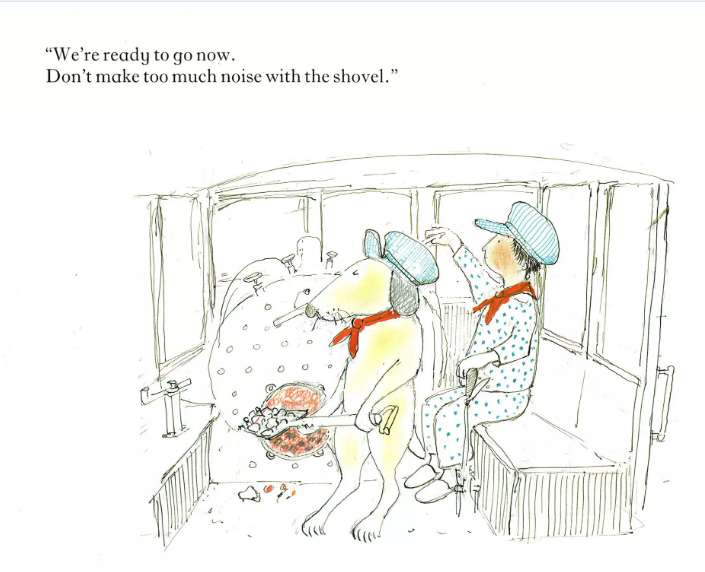 “We’re ready to go now.
Don’t make too much noise with the shovel.”